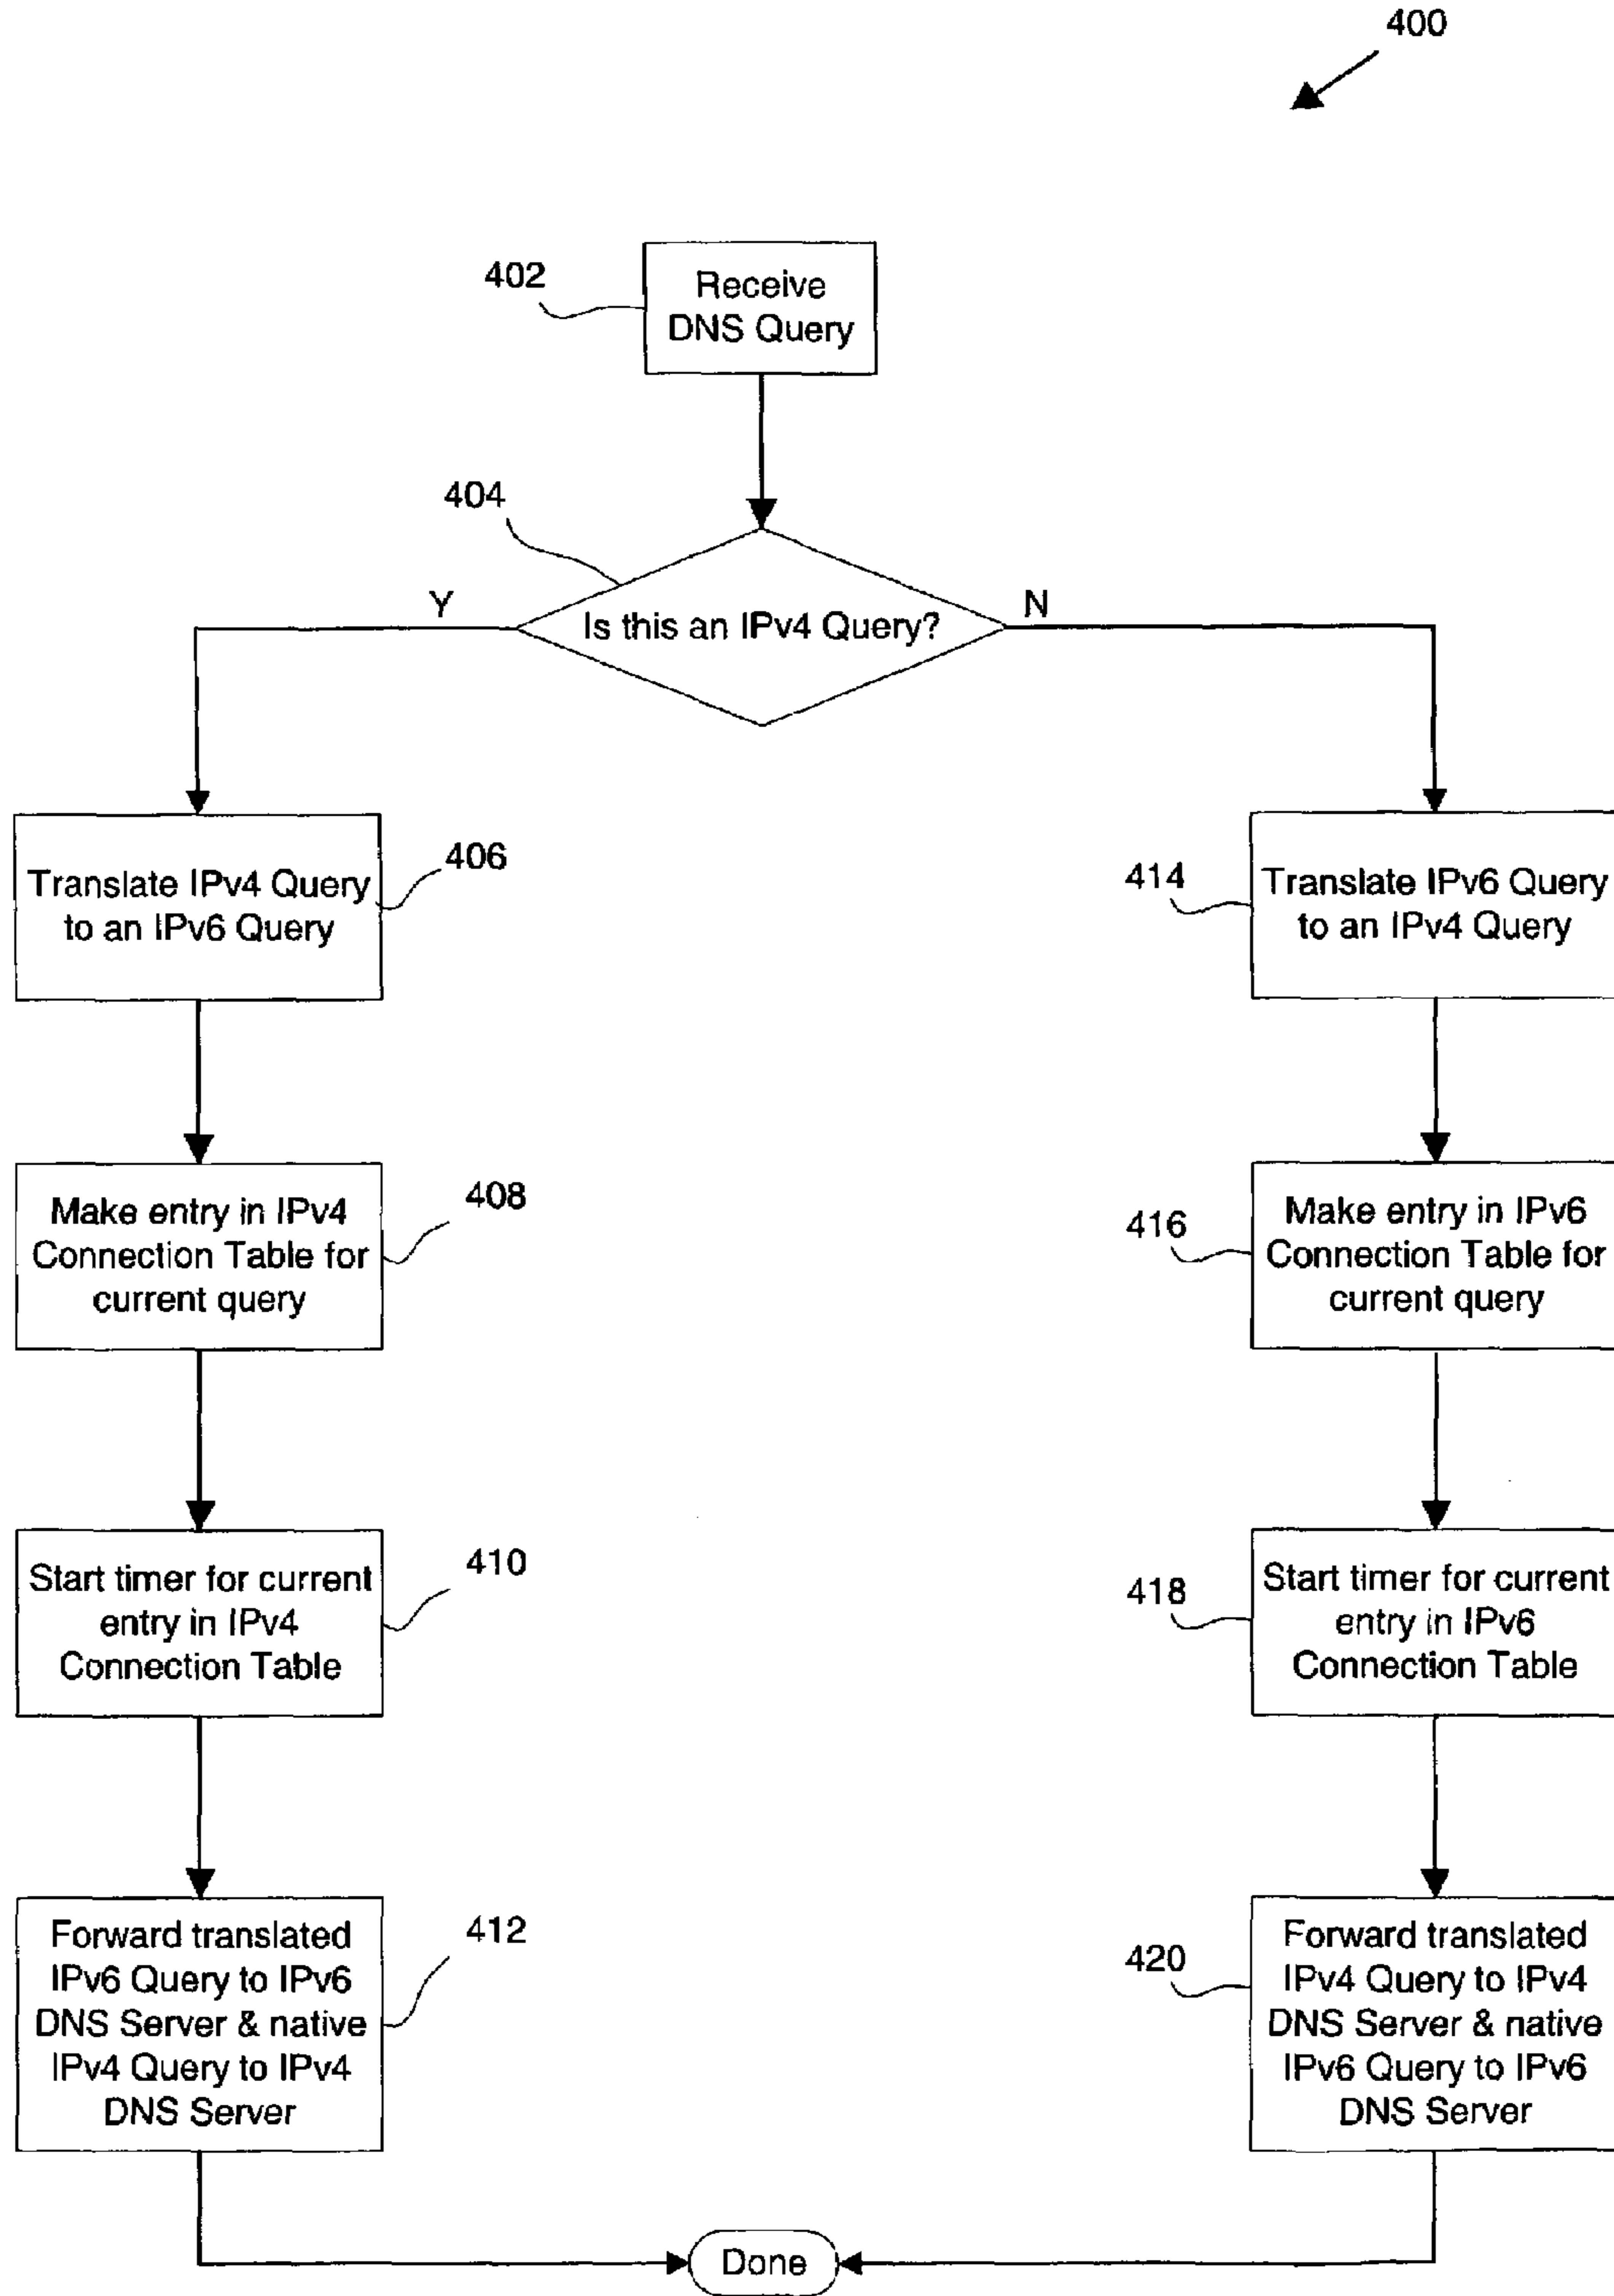 400
402
Receive
DNS Query
404
Y
Is this an IPv4 Query?
N
Translate IPv4 Query
to an IPv6 Query
406
414
Translate IPv6 Query
to an IPv4 Query
Make entry in IPv4
Connection Table for
current query
408
416
Make entry in IPv6
Connection Table for
current query
Start timer for current
entry in IPv4
Connection Table
410
418
Start timer for current
entry in IPv6
Connection Table
Forward translated
IPv6 Query to IPv6
DNS Server & native
IPv4 Query to IPv4
DNS Server
412
420
Forward translated
IPv4 Query to IPv4
DNS Server & native
IPv6 Query to IPv6
DNS Server
Done